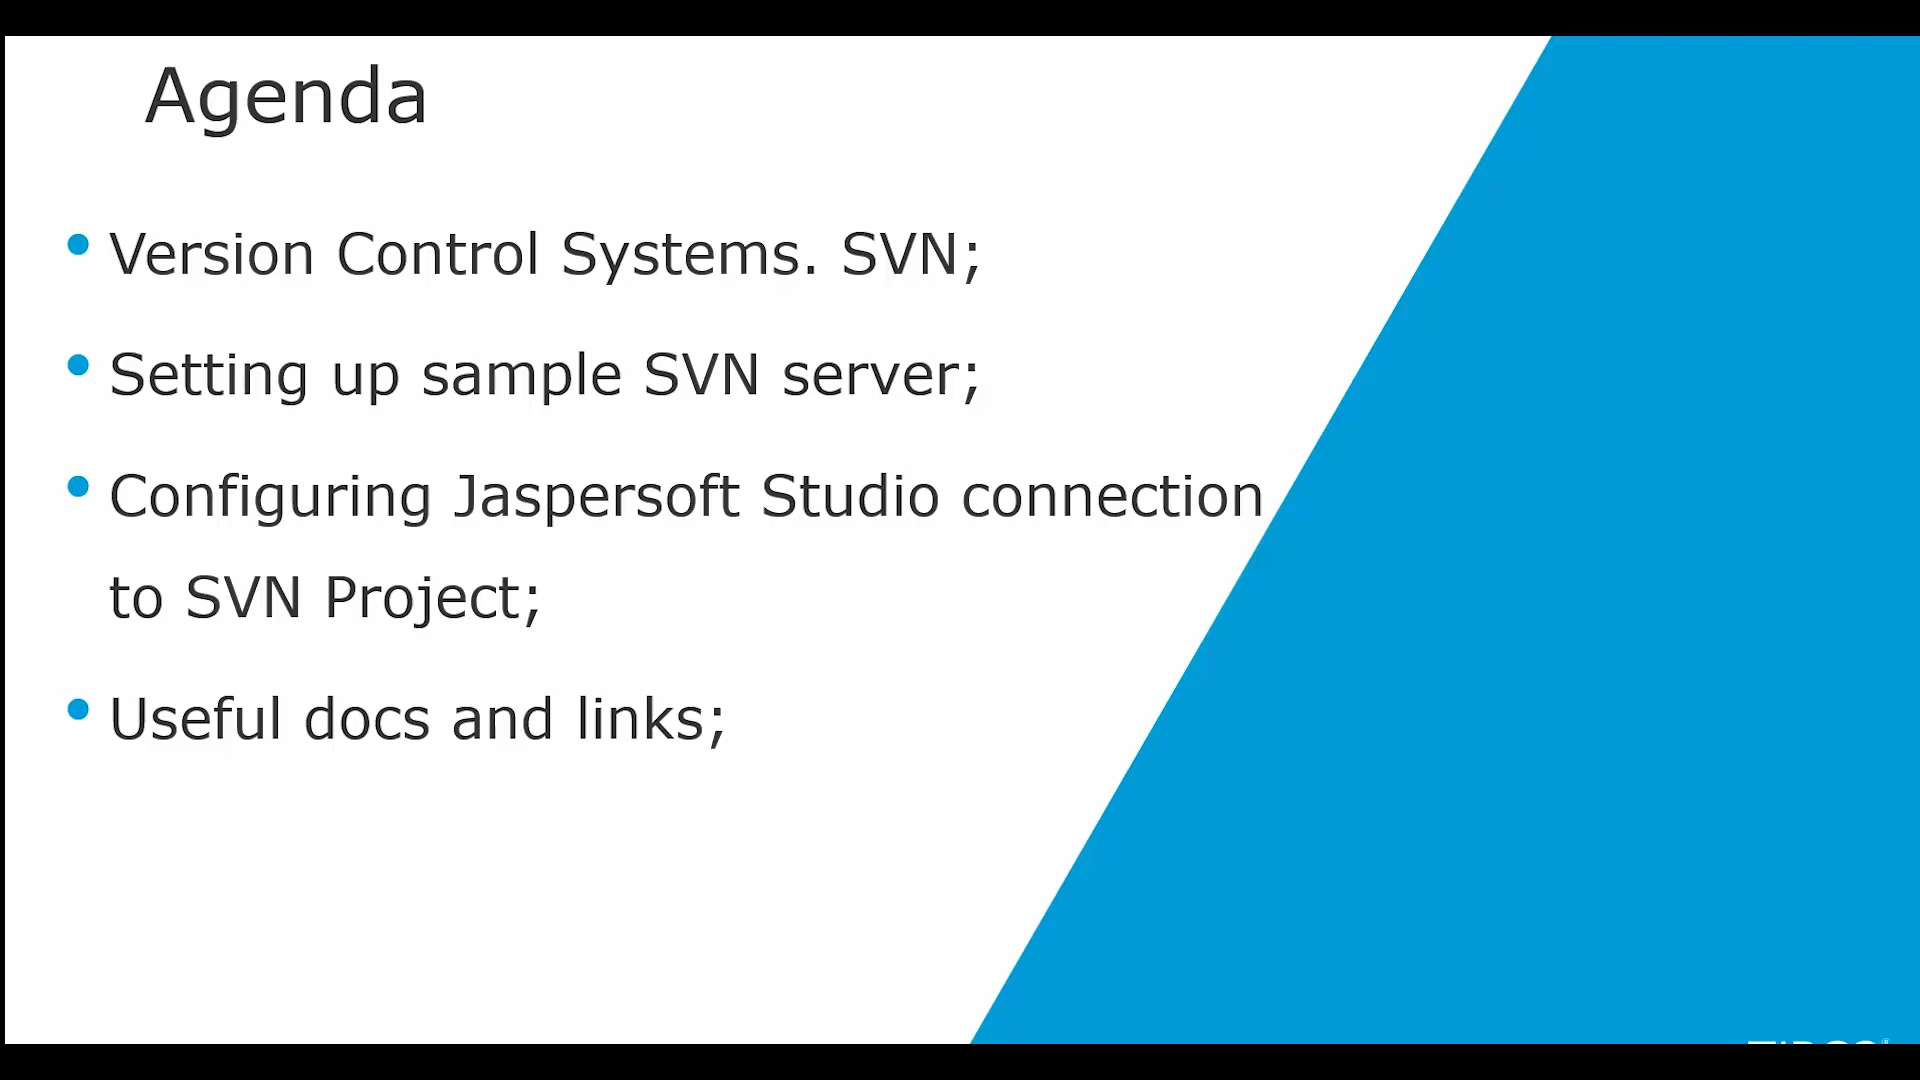 Agenda
• Version Control Systems. SVN;
• Setting up sample SVN server;
• Configuring Jaspersoft Studio connection
to SVN Project;
• Useful docs and links;